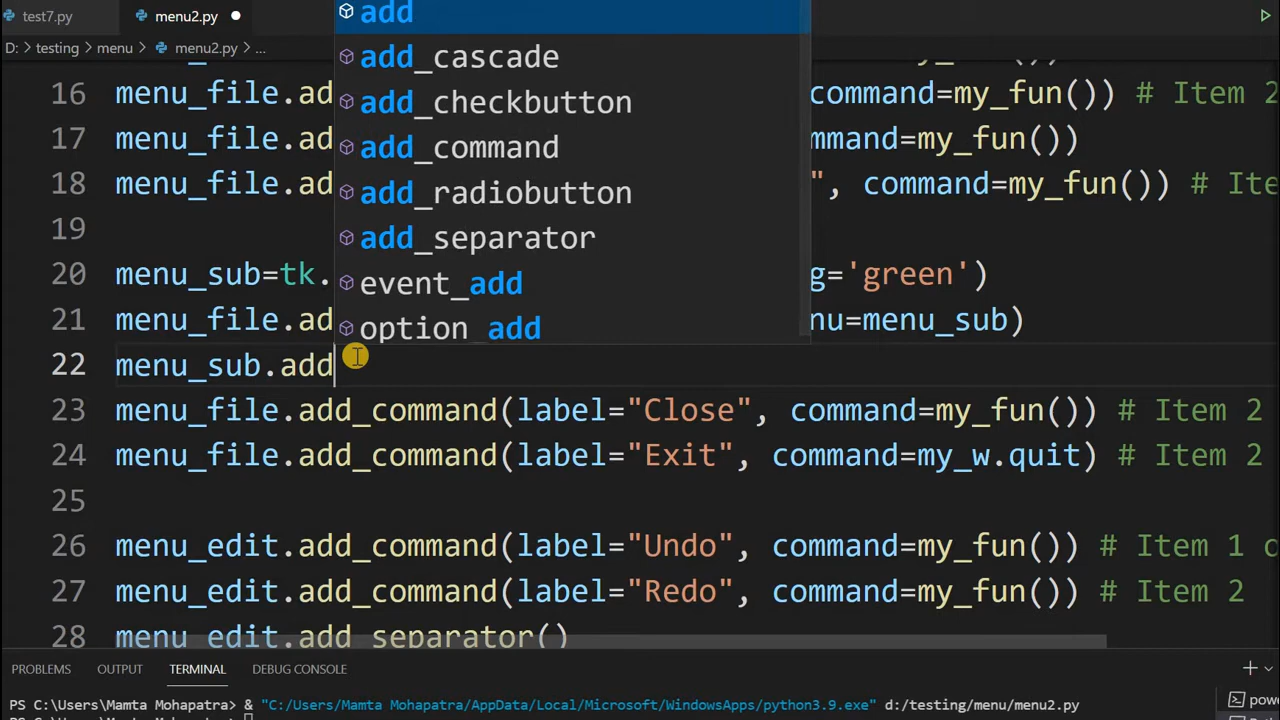 test7.py menu2.py
D: > testing > menu > menu2.py > ...
add
add_cascade
add_checkbutton
add_command
add_radiobutton
add_separator
event_add
option_add
16 menu_file.ad command=my_fun()) # Item 2
17 menu_file.ad mmand=my_fun())
18 menu_file.ad ", command=my_fun()) # Ite
19
20 menu_sub=tk. g='green')
21 menu_file.ad nu=menu_sub)
22 menu_sub.add
23 menu_file.add_command(label="Close", command=my_fun()) # Item 2
24 menu_file.add_command(label="Exit", command=my_w.quit) # Item 2
25
26 menu_edit.add_command(label="Undo", command=my_fun()) # Item 1 o
27 menu_edit.add_command(label="Redo", command=my_fun()) # Item 2
28 menu_edit.add_separator()
PROBLEMS OUTPUT TERMINAL DEBUG CONSOLE
PS C:\Users\Mamta Mohapatra> & "C:/Users/Mamta Mohapatra/AppData/Local/Microsoft/WindowsApps/python3.9.exe" d:/testing/menu/menu2.py
PS C:\Users\Mamta Mohapatra>
pow